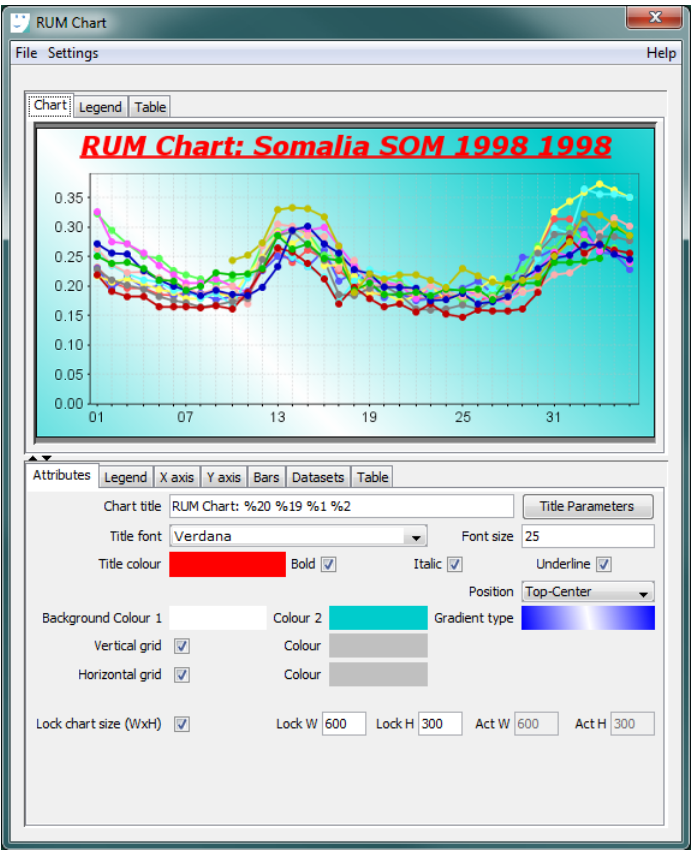 RUM Chart
File Settings Help
Chart Legend Table
RUM Chart: Somalia SOM 1998 1998
0.35
0.30
0.25
0.20
0.15
0.10
0.05
0.00
01 07 13 19 25 31
Attributes Legend X axis Y axis Bars Datasets Table
Chart title RUM Chart: %20 %19 %1 %2 Title Parameters
Title font Verdana Font size 25
Title colour Bold Italic Underline
Position Top-Center
Background Colour 1 Colour 2 Gradient type
Vertical grid Colour
Horizontal grid Colour
Lock chart size (WxH) Lock W 600 Lock H 300 Act W 600 Act H 300